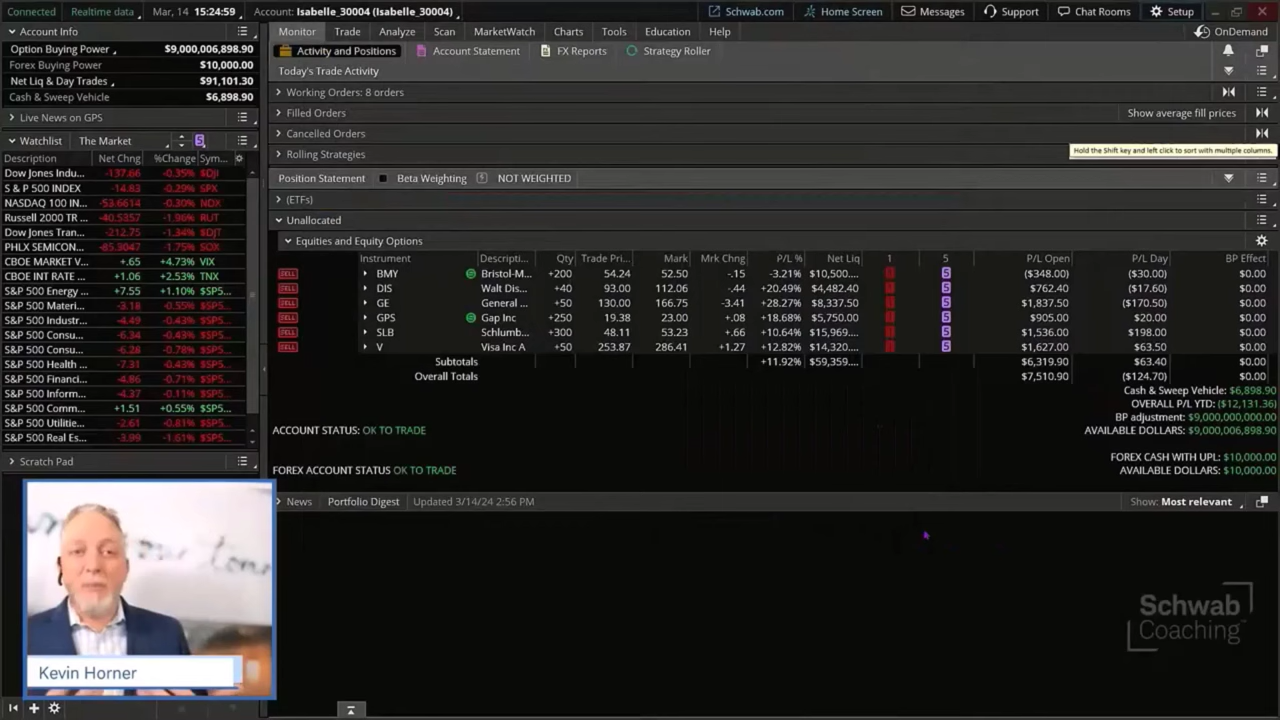 Connected Realtime data Mar, 14 15:24:59 Account: Isabelle_30004 (Isabelle_30004) Schwab.com Home Screen Messages Support Chat Rooms Setup
Account Info
Option Buying Power $9,000,006,898.90
Forex Buying Power $10,000.00
Net Liq & Day Trades $91,101.30
Cash & Sweep Vehicle $6,898.90
Live News on GPS
Watchlist The Market S
Description Net Chng %Change Sym...
Dow Jones Indu... -137.66 -0.35% $DJI
S & P 500 INDEX -14.83 -0.29% SPX
NASDAQ 100 IN... -53.6614 -0.30% NDX
Russell 2000 TR ... -40.5357 -1.96% RUT
Dow Jones Tran... -212.75 -1.34% $DJT
PHLX SEMICON... -85.3047 -1.75% SOX
CBOE MARKET V... +.65 +4.73% VIX
CBOE INT RATE ... +1.06 +2.53% TNX
S&P 500 Energy ... +7.55 +1.10% $SP5...
S&P 500 Materi... -3.18 -0.55% $SP5...
S&P 500 Industr... -4.49 -0.43% $SP5...
S&P 500 Consu... -6.34 -0.43% $SP5...
S&P 500 Consu... -6.28 -0.78% $SP5...
S&P 500 Health ... -7.31 -0.43% $SP5...
S&P 500 Financi... -4.86 -0.71% $SP5...
S&P 500 Inform... -4.37 -0.11% $SP5...
S&P 500 Comm... +1.51 +0.55% $SP5...
S&P 500 Utilitie... -2.61 -0.81% $SP5...
S&P 500 Real Es... -3.99 -1.61% $SP5...
Scratch Pad
Kevin Horner
Monitor Trade Analyze Scan MarketWatch Charts Tools Education Help OnDemand
Activity and Positions Account Statement FX Reports Strategy Roller
Today's Trade Activity
Working Orders: 8 orders
Filled Orders Show average fill prices
Cancelled Orders
Hold the Shift key and left click to sort with multiple columns.
Rolling Strategies
Position Statement Beta Weighting NOT WEIGHTED
(ETFs)
Unallocated
Equities and Equity Options
Instrument Descripti... Qty Trade Pri... Mark Mrk Chng P/L % Net Liq 1 5 P/L Open P/L Day BP Effect
SELL BMY Bristol-M... +200 54.24 52.50 -.15 -3.21% $10,500.... S ($348.00) ($30.00) $0.00
SELL DIS Walt Dis... +40 93.00 112.06 -.44 +20.49% $4,482.40 S $762.40 ($17.60) $0.00
SELL GE General ... +50 130.00 166.75 -3.41 +28.27% $8,337.50 S $1,837.50 ($170.50) $0.00
SELL GPS Gap Inc +250 19.38 23.00 +.08 +18.68% $5,750.00 S $905.00 $20.00 $0.00
SELL SLB Schlumb... +300 48.11 53.23 +.66 +10.64% $15,969.... S $1,536.00 $198.00 $0.00
SELL V Visa Inc A +50 253.87 286.41 +1.27 +12.82% $14,320.... S $1,627.00 $63.50 $0.00
Subtotals +11.92% $59,359.... $6,319.90 $63.40 $0.00
Overall Totals $7,510.90 ($124.70) $0.00
Cash & Sweep Vehicle: $6,898.90
OVERALL P/L YTD: ($12,131.36)
BP adjustment: $9,000,000,000.00
ACCOUNT STATUS: OK TO TRADE AVAILABLE DOLLARS: $9,000,006,898.90
FOREX CASH WITH UPL: $10,000.00
FOREX ACCOUNT STATUS OK TO TRADE AVAILABLE DOLLARS: $10,000.00
News Portfolio Digest Updated 3/14/24 2:56 PM Show: Most relevant
Schwab
Coaching